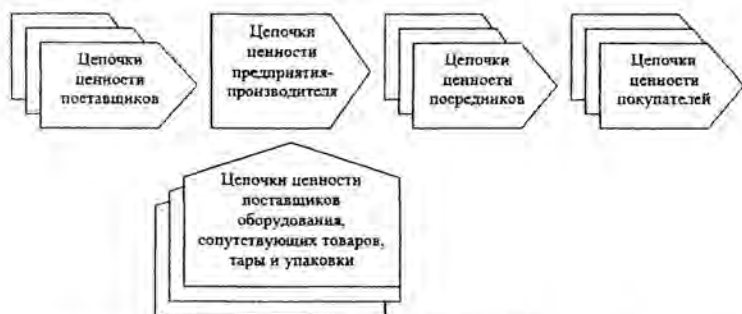 Цепочки
ценности
поставщиков
Цепочки
ценности
предприятия-
производителя
Цепочки
ценности
посредников
Цепочки
ценности
покупателей
Цепочки ценности
поставщиков
оборудования,
сопутствующих товаров,
тары и упаковки